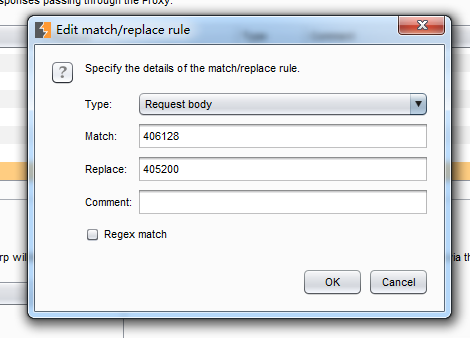 sponses passing through the Proxy.
Edit match/replace rule
?
Specify the details of the match/replace rule.
Type: Request body
Match: 406128
Replace: 405200
Comment:
Regex match
rp wil
via th
OK Cancel